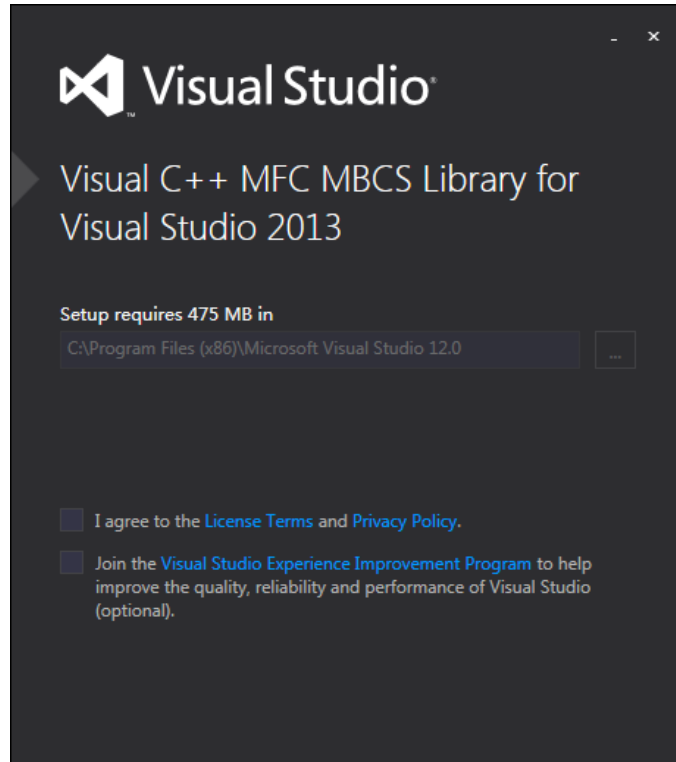 Visual Studio®
™
Visual C++ MFC MBCS Library for
Visual Studio 2013
Setup requires 475 MB in
C:\Program Files (x86)\Microsoft Visual Studio 12.0
...
I agree to the License Terms and Privacy Policy.
Join the Visual Studio Experience Improvement Program to help
improve the quality, reliability and performance of Visual Studio
(optional).